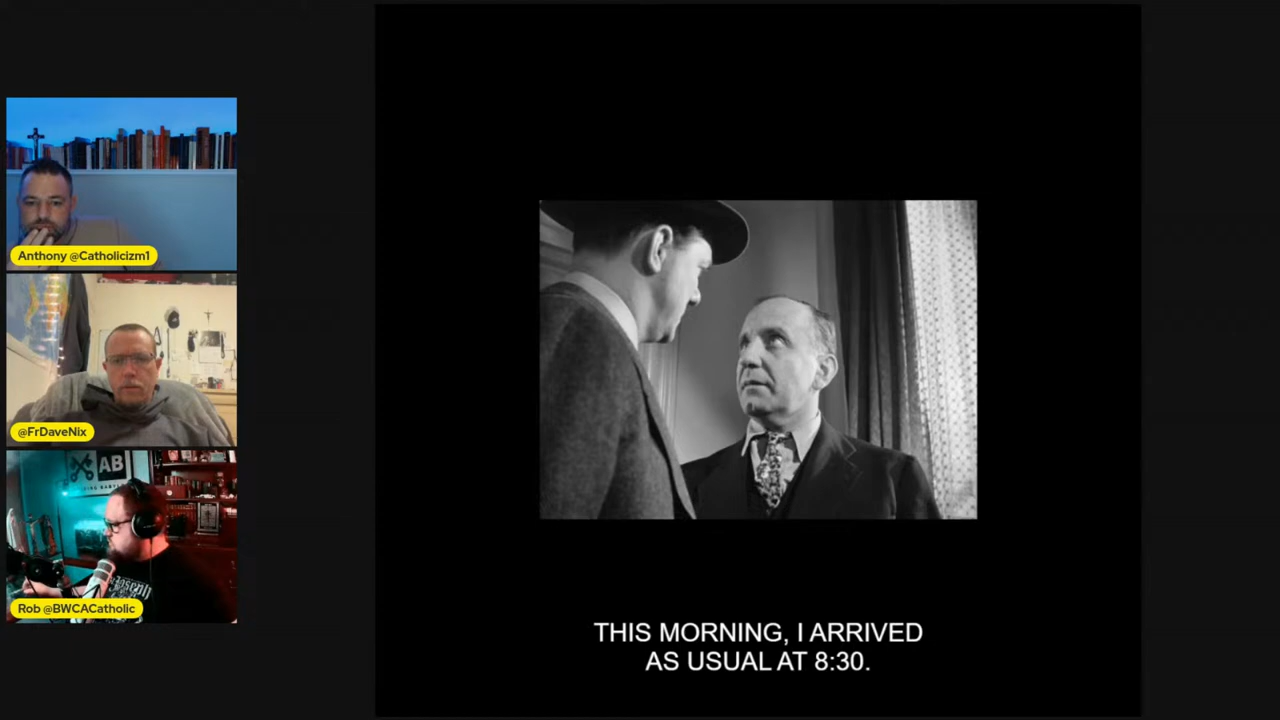 Anthony @Catholicizm1
@FrDaveNix
AB
Rob @BWCACatholic
THIS MORNING, I ARRIVED
AS USUAL AT 8:30.